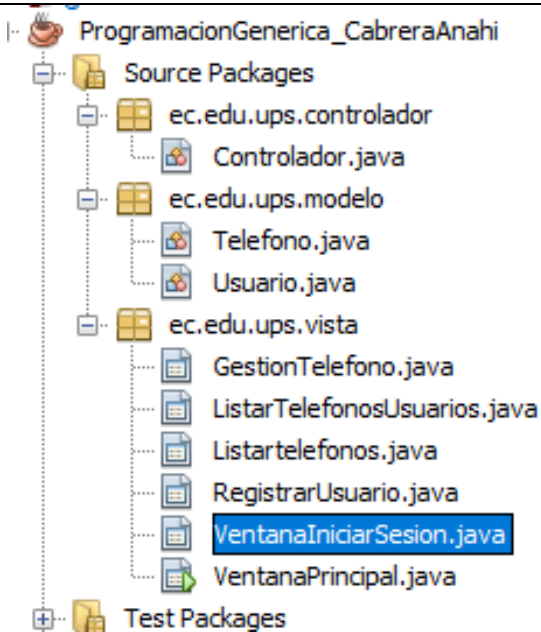 ProgramacionGenerica_CabreraAnahi
Source Packages
ec.edu.ups.controlador
Controlador.java
ec.edu.ups.modelo
Telefono.java
Usuario.java
ec.edu.ups.vista
GestionTelefono.java
ListarTelefonosUsuarios.java
Listartelefonos.java
RegistrarUsuario.java
VentanaIniciarSesion.java
VentanaPrincipal.java
Test Packages